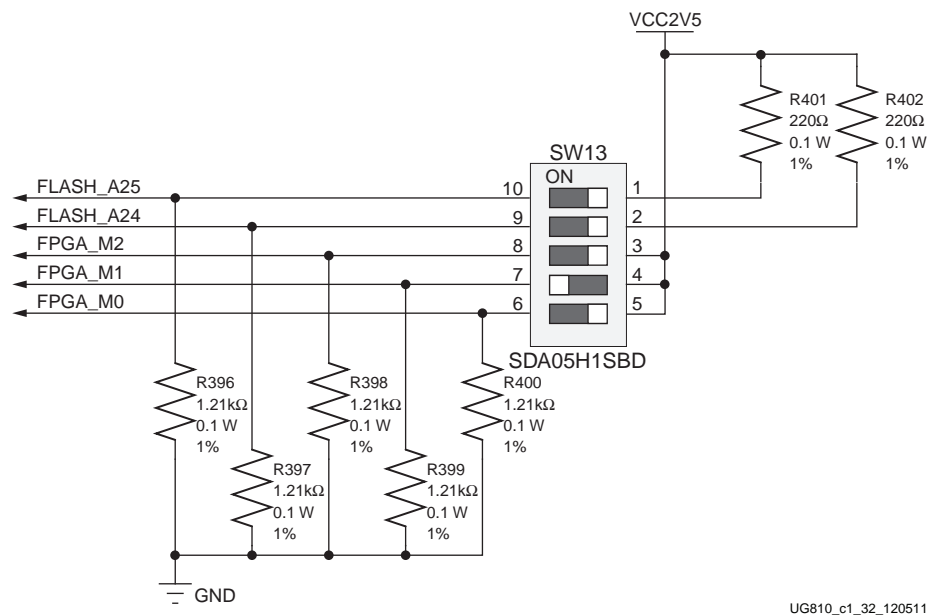 VCC2V5
R401
220Ω
0.1 W
1%
R402
220Ω
0.1 W
1%
SW13
ON
FLASH_A25
10
1
FLASH_A24
9
2
FPGA_M2
8
3
FPGA_M1
7
4
FPGA_M0
6
5
SDA05H1SBD
R396
1.21kΩ
0.1 W
1%
R398
1.21kΩ
0.1 W
1%
R400
1.21kΩ
0.1 W
1%
R397
1.21kΩ
0.1 W
1%
R399
1.21kΩ
0.1 W
1%
GND
UG810_c1_32_120511